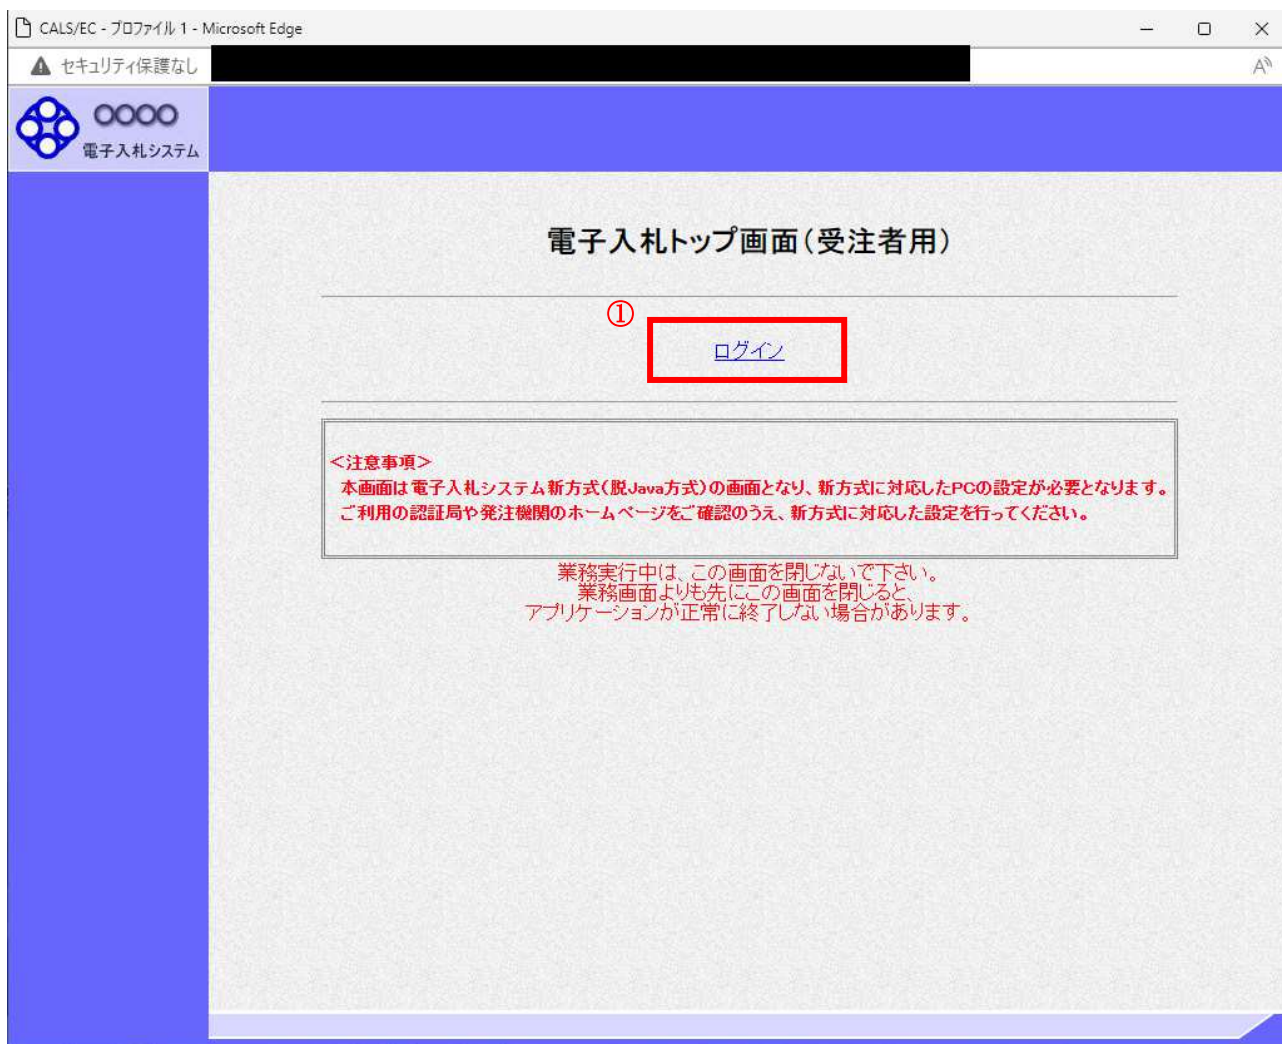 CALS/EC - プロファイル 1 - Microsoft Edge
セキュリティ保護なし
○○○○
電子入札システム
電子入札トップ画面(受注者用)
①
ログイン
<注意事項>
本画面は電子入札システム新方式(脱Java方式)の画面となり、新方式に対応したPCの設定が必要となります。
ご利用の認証局や発注機関のホームページをご確認のうえ、新方式に対応した設定を行ってください。
業務実行中は、この画面を閉じないで下さい。
業務画面よりも先にこの画面を閉じると、
アプリケーションが正常に終了しない場合があります。